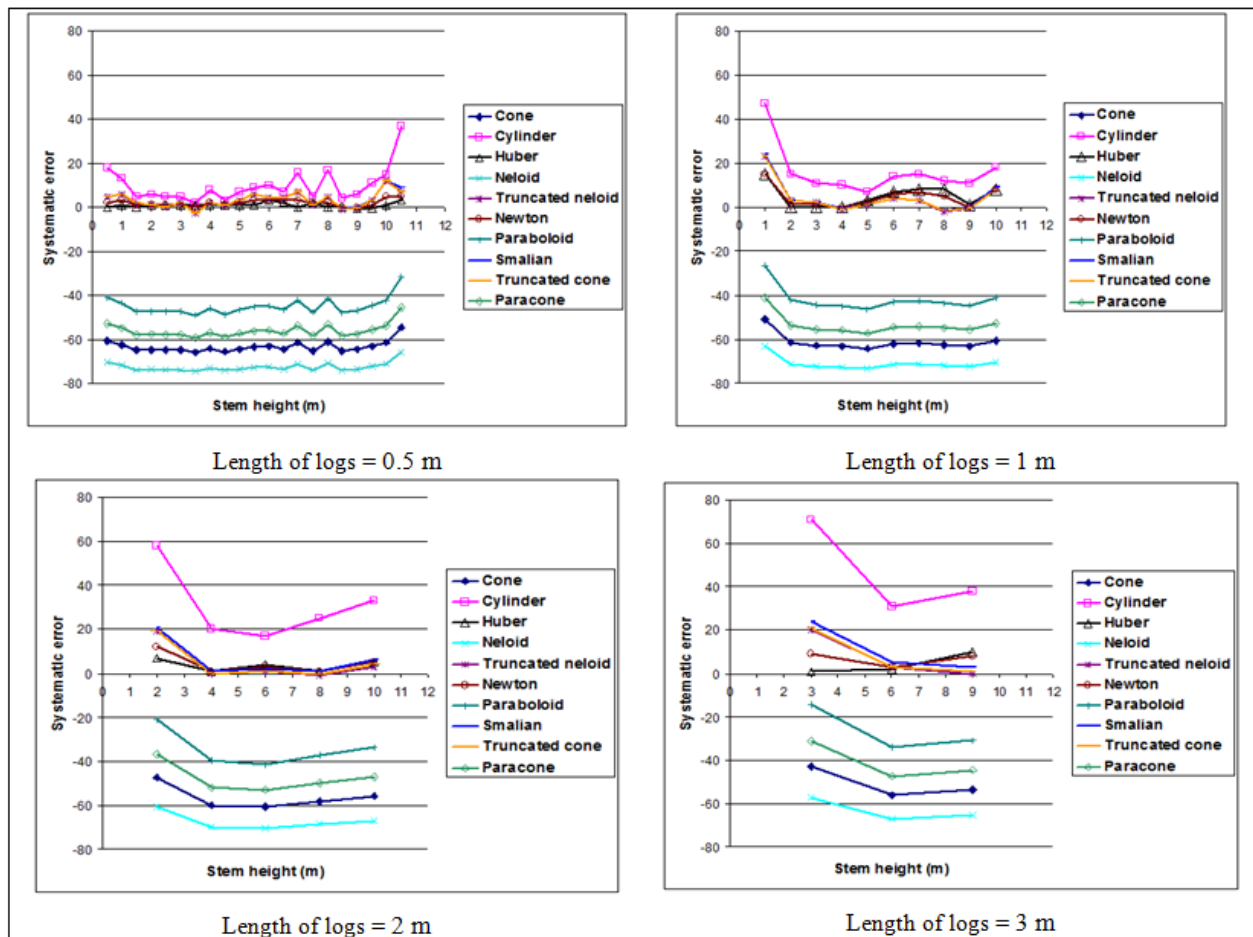 80
60
40
20
0
-20
-40
-60
-80
Systematic error
0 1 2 3 4 5 6 7 8 9 10 11 12
Stem height (m)
Cone
Cylinder
Huber
Neloid
Truncated neloid
Newton
Paraboloid
Smalian
Truncated cone
Paracone
Length of logs = 0.5 m
80
60
40
20
0
-20
-40
-60
-80
Systematic error
0 1 2 3 4 5 6 7 8 9 10 11 12
Stem height (m)
Cone
Cylinder
Huber
Neloid
Truncated neloid
Newton
Paraboloid
Smalian
Truncated cone
Paracone
Length of logs = 1 m
80
60
40
20
0
-20
-40
-60
-80
Systematic error
0 1 2 3 4 5 6 7 8 9 10 11 12
Stem height (m)
Cone
Cylinder
Huber
Neloid
Truncated neloid
Newton
Paraboloid
Smalian
Truncated cone
Paracone
Length of logs = 2 m
80
60
40
20
0
-20
-40
-60
-80
Systematic error
0 1 2 3 4 5 6 7 8 9 10 11 12
Stem height (m)
Cone
Cylinder
Huber
Neloid
Truncated neloid
Newton
Paraboloid
Smalian
Truncated cone
Paracone
Length of logs = 3 m